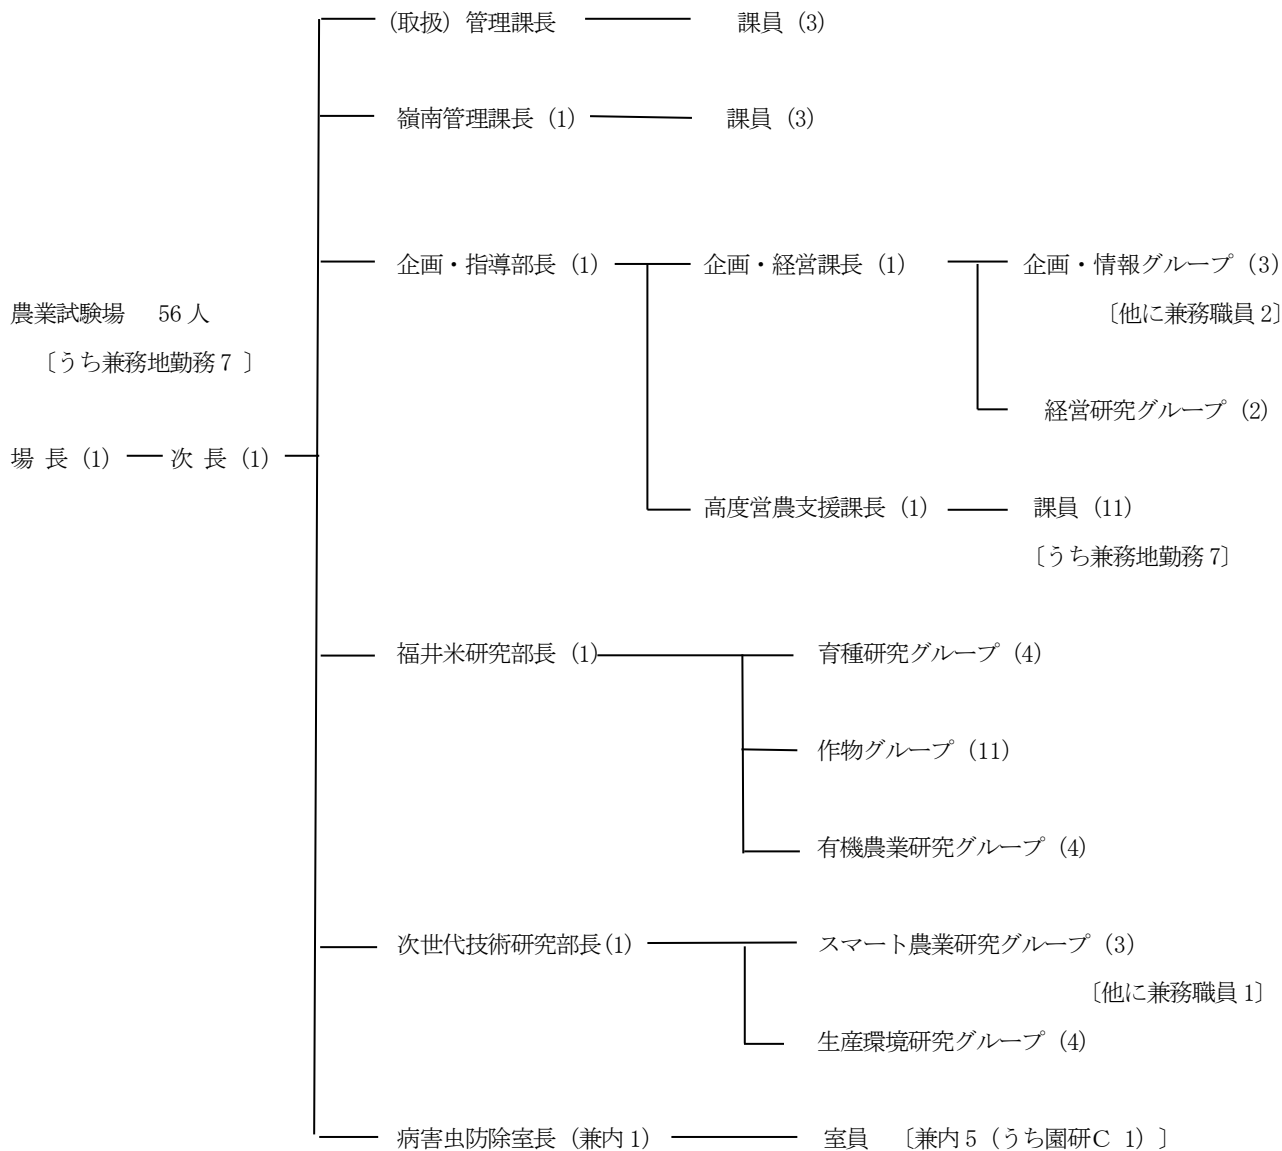 （取扱）管理課長　課員（3）
嶺南管理課長（1）　課員（3）
企画・指導部長（1）　企画・経営課長（1）　企画・情報グループ（3）
農業試験場　56人　〔他に兼務職員2〕
〔うち兼務地勤務7 〕
経営研究グループ（2）
場 長（1）　次 長（1）
高度営農支援課長（1）　課員（11）
〔うち兼務地勤務7〕
福井米研究部長（1）　育種研究グループ（4）
作物グループ（11）
有機農業研究グループ（4）
次世代技術研究部長(1)　スマート農業研究グループ（3）
〔他に兼務職員1〕
生産環境研究グループ（4）
病害虫防除室長（兼内1）　室員　〔兼内5（うち園研C 1）〕